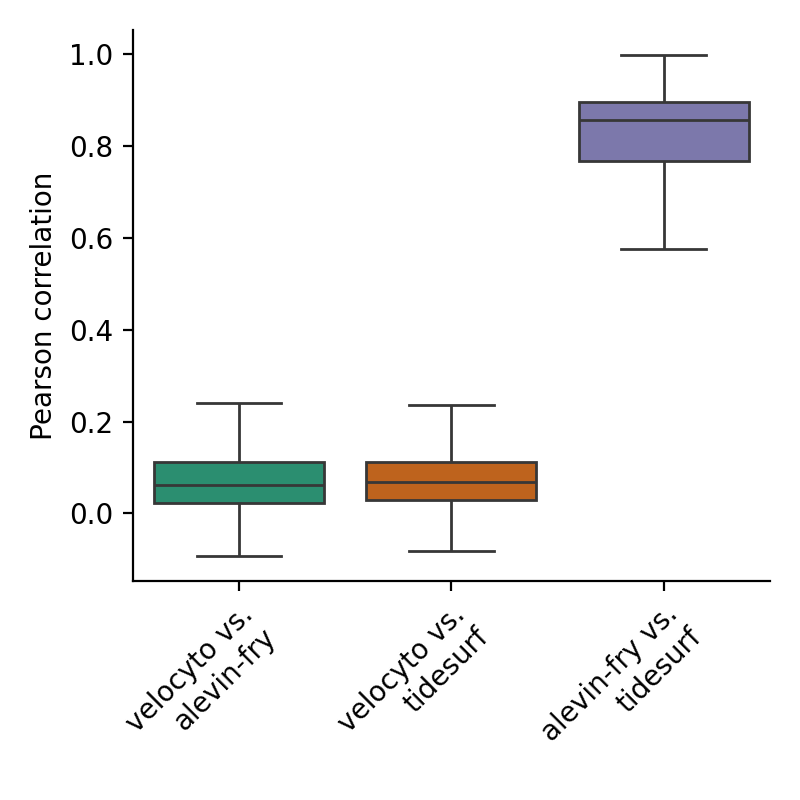 Pearson correlation
1.0
0.8
0.6
0.4
0.2
0.0
velocyto vs.
alevin-fry
velocyto vs.
tidesurf
alevin-fry vs.
tidesurf